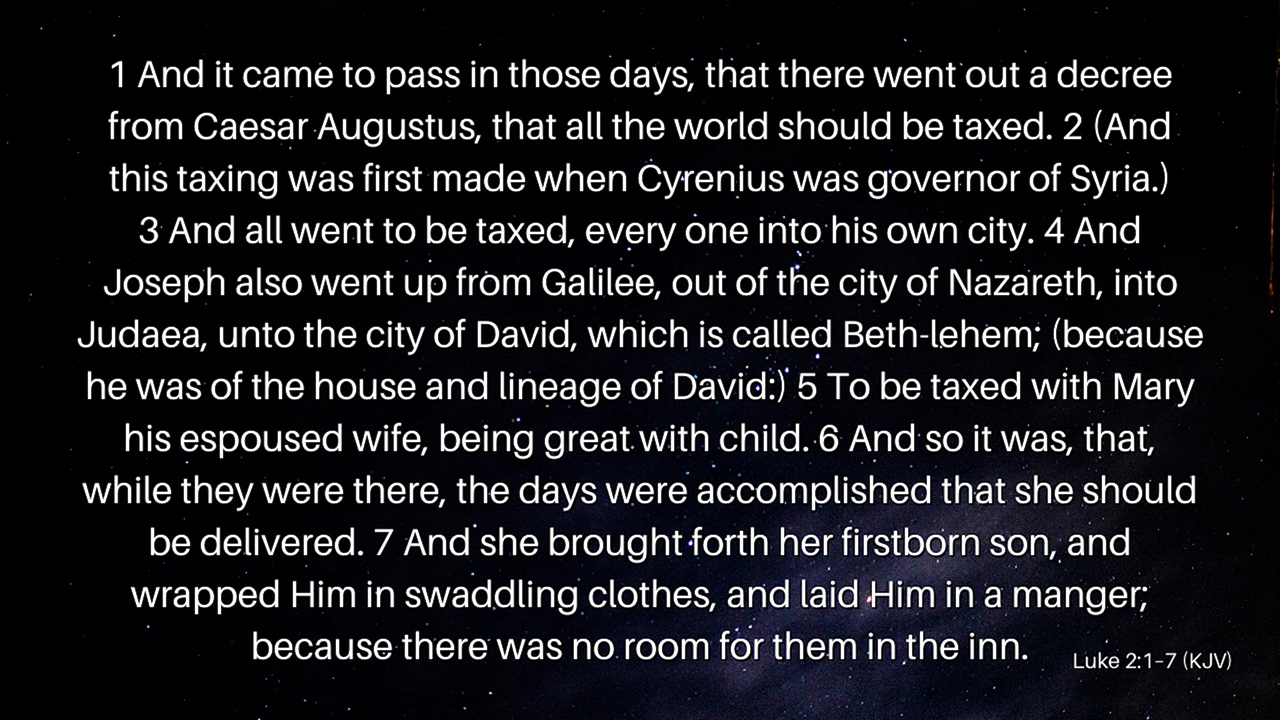 1 And it came to pass in those days, that there went out a decree
from Caesar Augustus, that all the world should be taxed. 2 (And
this taxing was first made when Cyrenius was governor of Syria.)
3 And all went to be taxed, every one into his own city. 4 And
Joseph also went up from Galilee, out of the city of Nazareth, into
Judaea, unto the city of David, which is called Beth-lehem; (because
he was of the house and lineage of David:) 5 To be taxed with Mary
his espoused wife, being great with child. 6 And so it was, that,
while they were there, the days were accomplished that she should
be delivered. 7 And she brought forth her firstborn son, and
wrapped Him in swaddling clothes, and laid Him in a manger;
because there was no room for them in the inn.
Luke 2:1–7 (KJV)